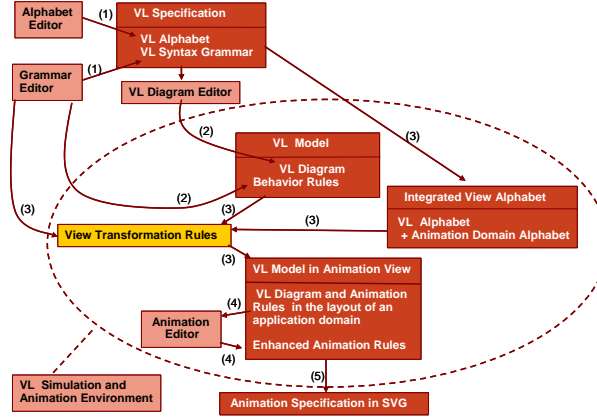 Alphabet
Editor
(1)
VL Specification
VL Alphabet
VL Syntax Grammar
Grammar
Editor
(1)
VL Diagram Editor
(2)
(3)
VL Model
VL Diagram
Behavior Rules
(2)
(3)
(3)
Integrated View Alphabet
VL Alphabet
+ Animation Domain Alphabet
(3)
View Transformation Rules
(3)
VL Model in Animation View
VL Diagram and Animation
Rules in the layout of an
application domain
Enhanced Animation Rules
(4)
Animation
Editor
(4)
(5)
VL Simulation and
Animation Environment
Animation Specification in SVG